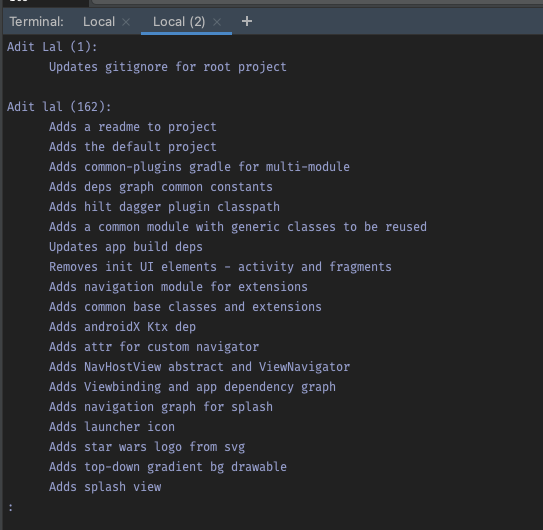 Terminal: Local × Local (2) × +
Adit Lal (1):
Updates gitignore for root project
Adit lal (162):
Adds a readme to project
Adds the default project
Adds common-plugins gradle for multi-module
Adds deps graph common constants
Adds hilt dagger plugin classpath
Adds a common module with generic classes to be reused
Updates app build deps
Removes init UI elements - activity and fragments
Adds navigation module for extensions
Adds common base classes and extensions
Adds androidX Ktx dep
Adds attr for custom navigator
Adds NavHostView abstract and ViewNavigator
Adds Viewbinding and app dependency graph
Adds navigation graph for splash
Adds launcher icon
Adds star wars logo from svg
Adds top-down gradient bg drawable
Adds splash view
: